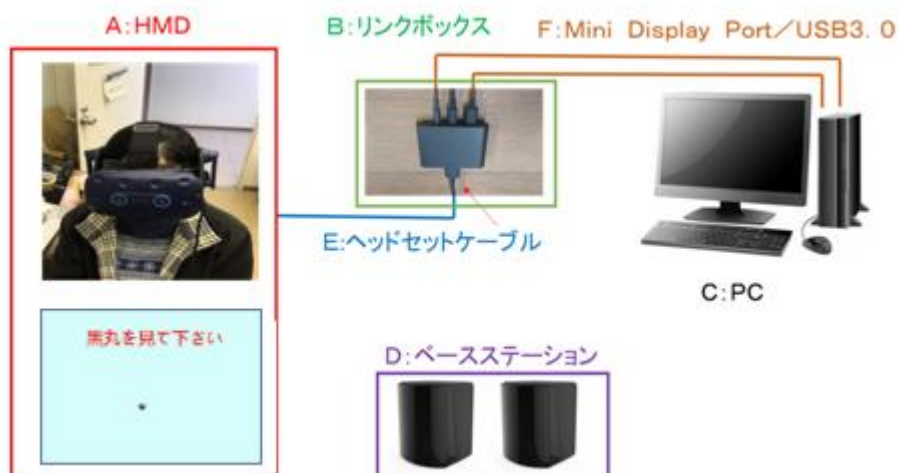 A:HMD
B:リンクボックス
F:Mini Display Port/USB3.0
E:ヘッドセットケーブル
C:PC
黒丸を見て下さい
D:ベースステーション